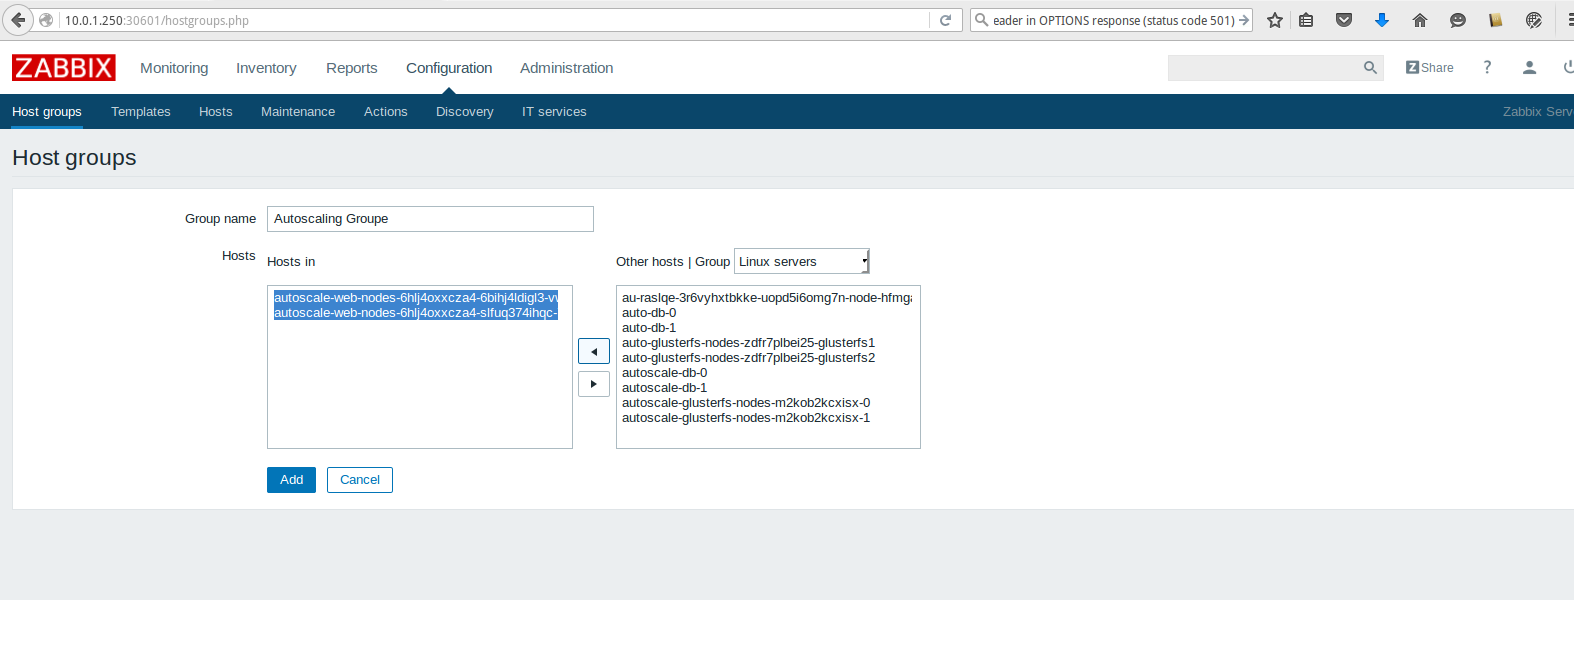 10.0.1.250:30601/hostgroups.php eader in OPTIONS response (status code 501)
ZABBIX Monitoring Inventory Reports Configuration Administration Z Share ?
Host groups Templates Hosts Maintenance Actions Discovery IT services Zabbix Serv
Host groups
Group name Autoscaling Groupe
Hosts
Hosts in Other hosts | Group Linux servers
autoscale-web-nodes-6hlj4oxxcza4-6bihj4ldigl3-vv
autoscale-web-nodes-6hlj4oxxcza4-slfuq374ihqc-
au-raslqe-3r6vyhxtbkke-uopd5i6omg7n-node-hfmga
auto-db-0
auto-db-1
auto-glusterfs-nodes-zdfr7plbei25-glusterfs1
auto-glusterfs-nodes-zdfr7plbei25-glusterfs2
autoscale-db-0
autoscale-db-1
autoscale-glusterfs-nodes-m2kob2kcxisx-0
autoscale-glusterfs-nodes-m2kob2kcxisx-1
Add Cancel